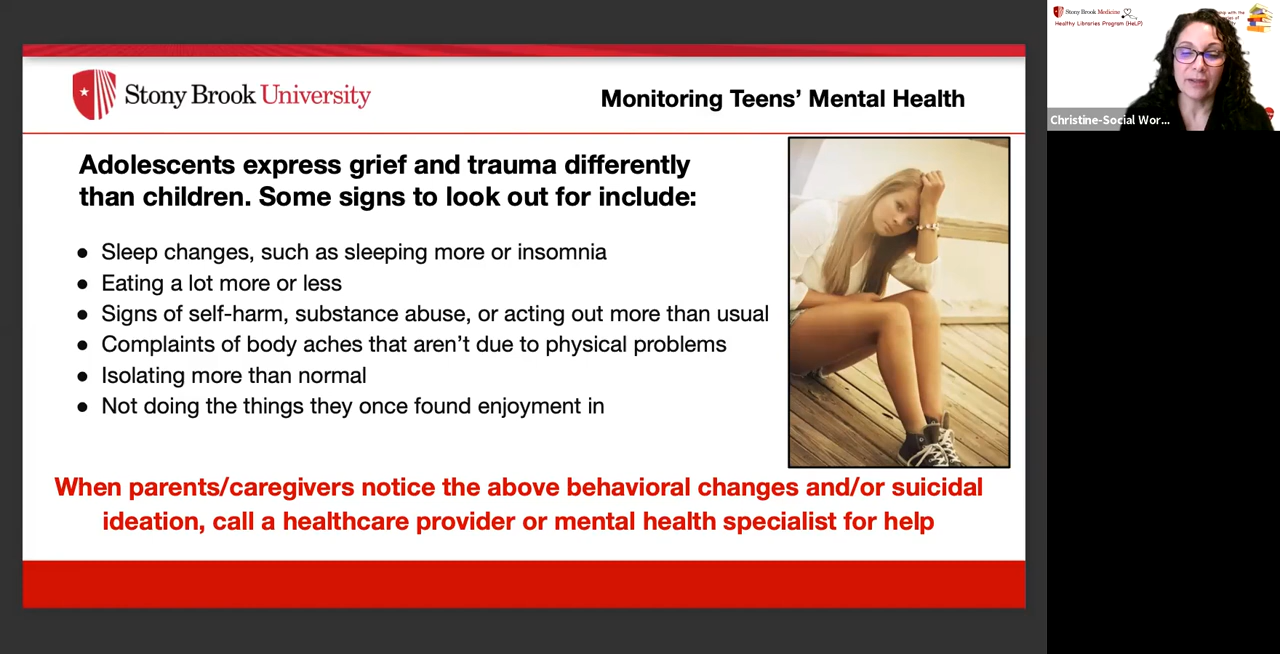 Stony Brook University
Monitoring Teens’ Mental Health
Adolescents express grief and trauma differently
than children. Some signs to look out for include:
● Sleep changes, such as sleeping more or insomnia
● Eating a lot more or less
● Signs of self-harm, substance abuse, or acting out more than usual
● Complaints of body aches that aren’t due to physical problems
● Isolating more than normal
● Not doing the things they once found enjoyment in
When parents/caregivers notice the above behavioral changes and/or suicidal
ideation, call a healthcare provider or mental health specialist for help
Stony Brook Medicine
Healthy Libraries Program (HeLP)
Christine-Social Wor...